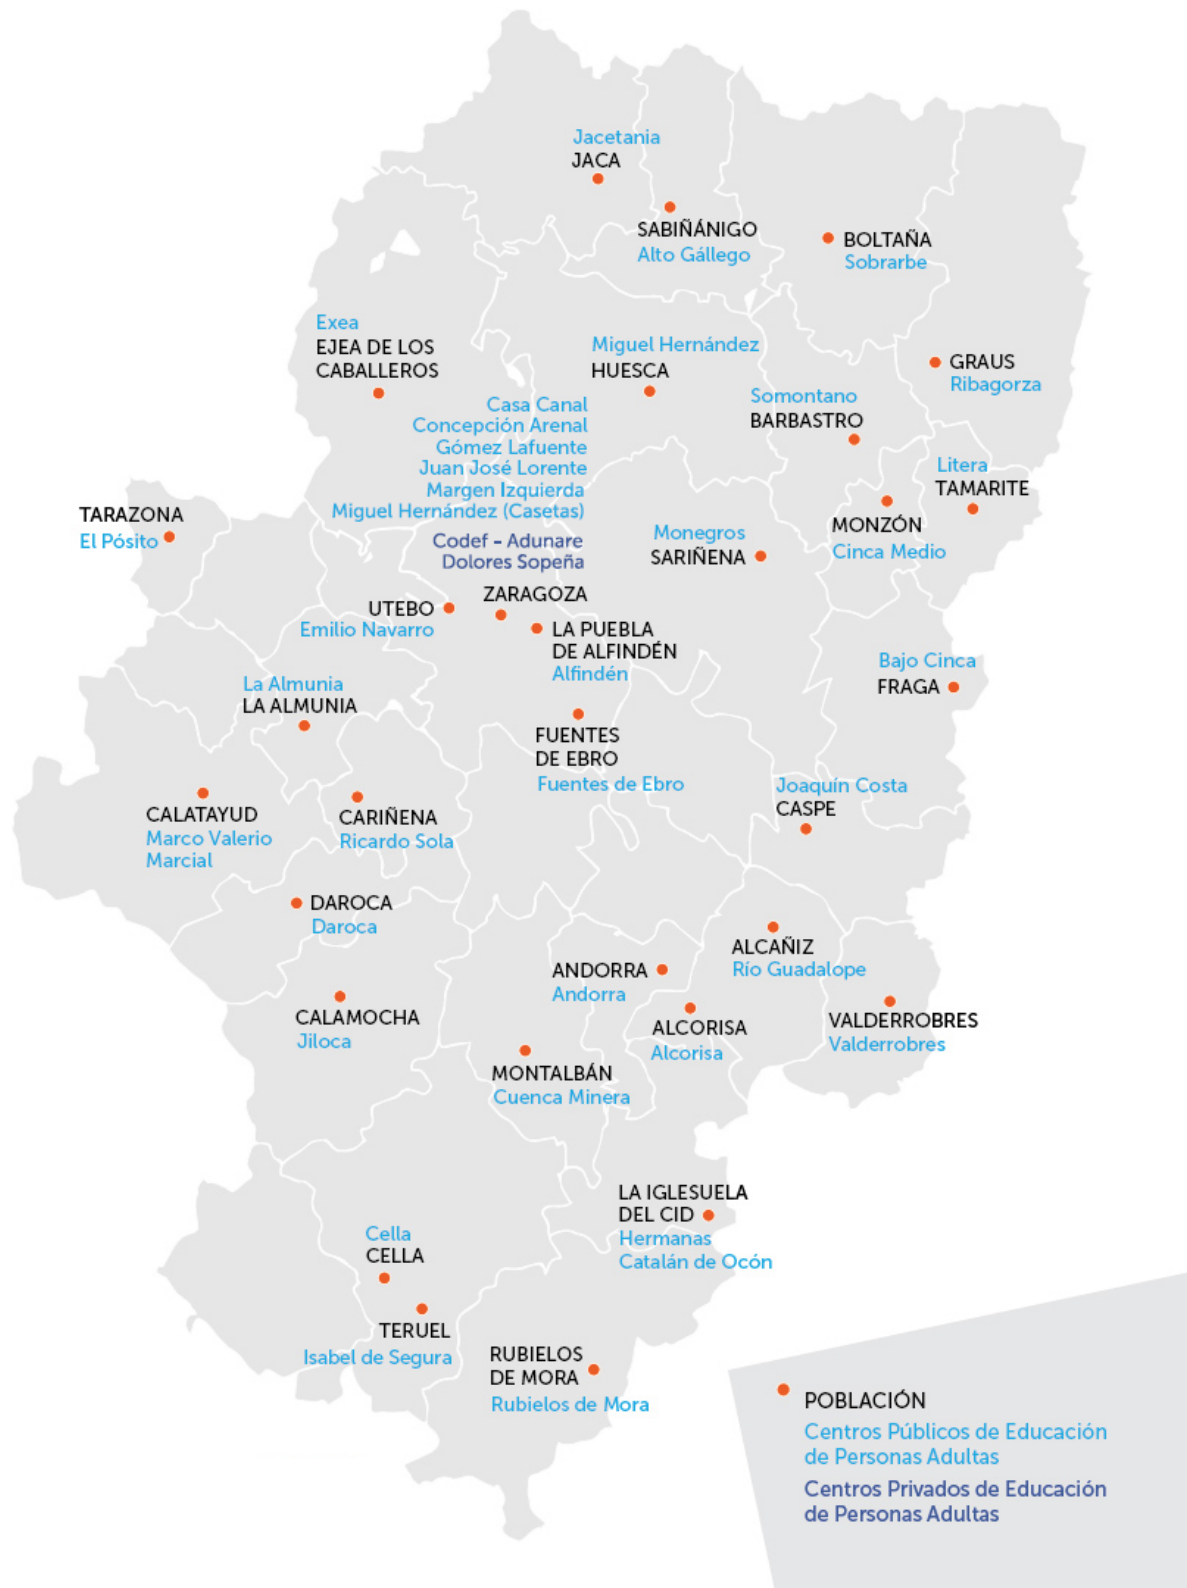 Jacetania
JACA
SABIÑÁNIGO
Alto Gállego
BOLTAÑA
Sobrarbe
Exea
EJEA DE LOS
CABALLEROS
Miguel Hernández
HUESCA
GRAUS
Ribagorza
Somontano
BARBASTRO
Casa Canal
Concepción Arenal
Gómez Lafuente
Juan José Lorente
Margen Izquierda
Miguel Hernández (Casetas)
Codef - Adunare
Dolores Sopeña
ZARAGOZA
Litera
TAMARITE
TARAZONA
El Pósito
MONZÓN
Cinca Medio
Monegros
SARIÑENA
UTEBO
Emilio Navarro
LA PUEBLA
DE ALFINDÉN
Alfindén
Bajo Cinca
FRAGA
La Almunia
LA ALMUNIA
FUENTES
DE EBRO
Fuentes de Ebro
Joaquín Costa
CASPE
CALATAYUD
Marco Valerio
Marcial
CARIÑENA
Ricardo Sola
DAROCA
Daroca
ALCAÑIZ
Río Guadalope
ANDORRA
Andorra
CALAMOCHA
Jiloca
ALCORISA
Alcorisa
VALDERROBRES
Valderrobres
MONTALBÁN
Cuenca Minera
LA IGLESUELA
DEL CID
Hermanas
Catalán de Ocón
Cella
CELLA
TERUEL
Isabel de Segura
RUBIELOS
DE MORA
Rubielos de Mora
POBLACIÓN
Centros Públicos de Educación
de Personas Adultas
Centros Privados de Educación
de Personas Adultas